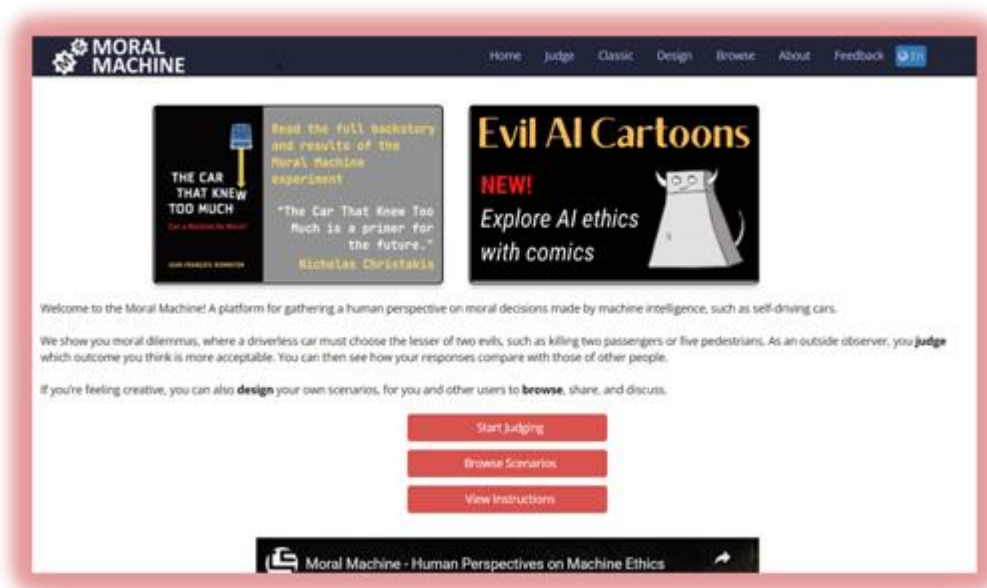 MORAL
MACHINE
Home Judge Classic Design Browse About Feedback En
THE CAR
THAT KNEW
TOO MUCH
Can a Machine Be Moral?
JEAN-FRANÇOIS BONNEFON
Read the full backstory
and results of the
Moral Machine
experiment
"The Car That Knew Too
Much is a primer for
the future."
Nicholas Christakis
Evil AI Cartoons
NEW!
Explore AI ethics
with comics
Welcome to the Moral Machine! A platform for gathering a human perspective on moral decisions made by machine intelligence, such as self-driving cars.
We show you moral dilemmas, where a driverless car must choose the lesser of two evils, such as killing two passengers or five pedestrians. As an outside observer, you judge
which outcome you think is more acceptable. You can then see how your responses compare with those of other people.
If you're feeling creative, you can also design your own scenarios, for you and other users to browse, share, and discuss.
Start Judging
Browse Scenarios
View Instructions
Moral Machine - Human Perspectives on Machine Ethics